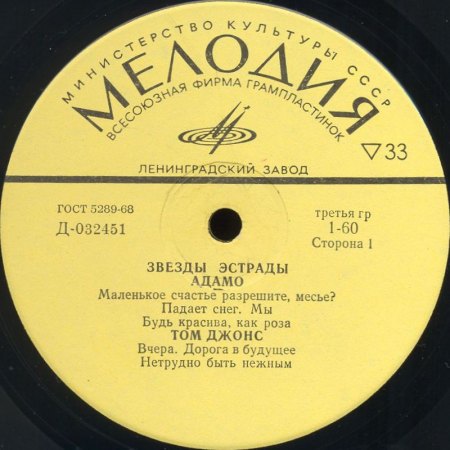 МИНИСТЕРСТВО КУЛЬТУРЫ СССР
МЕЛОДИЯ
ВСЕСОЮЗНАЯ ФИРМА ГРАМПЛАСТИНОК
ЛЕНИНГРАДСКИЙ ЗАВОД
▽33
ГОСТ 5289-68
Д-032451
третья гр
1-60
Сторона 1
ЗВЕЗДЫ ЭСТРАДЫ
АДАМО
Маленькое счастье разрешите, месье?
Падает снег. Мы
Будь красива, как роза
ТОМ ДЖОНС
Вчера. Дорога в будущее
Нетрудно быть нежным